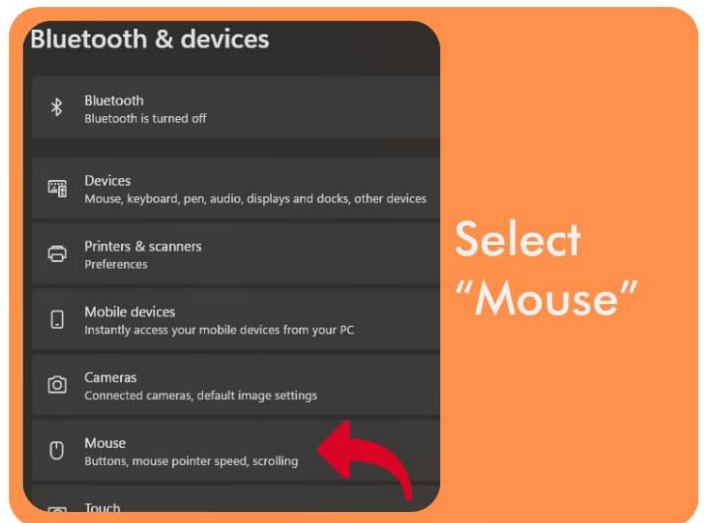 Bluetooth & devices
Bluetooth
Bluetooth is turned off
Devices
Mouse, keyboard, pen, audio, displays and docks, other devices
Printers & scanners
Preferences
Mobile devices
Instantly access your mobile devices from your PC
Cameras
Connected cameras, default image settings
Mouse
Buttons, mouse pointer speed, scrolling
Touch
Select
“Mouse”